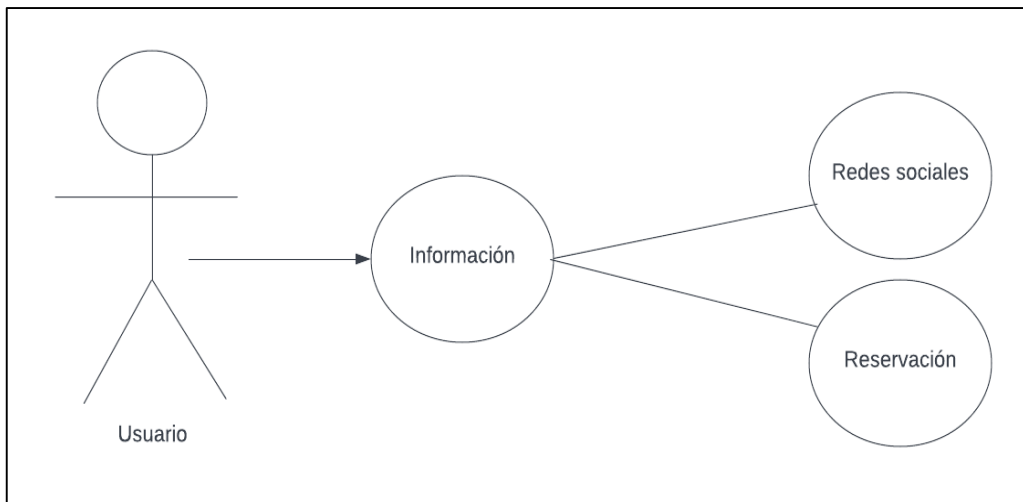 Redes sociales
Información
Reservación
Usuario